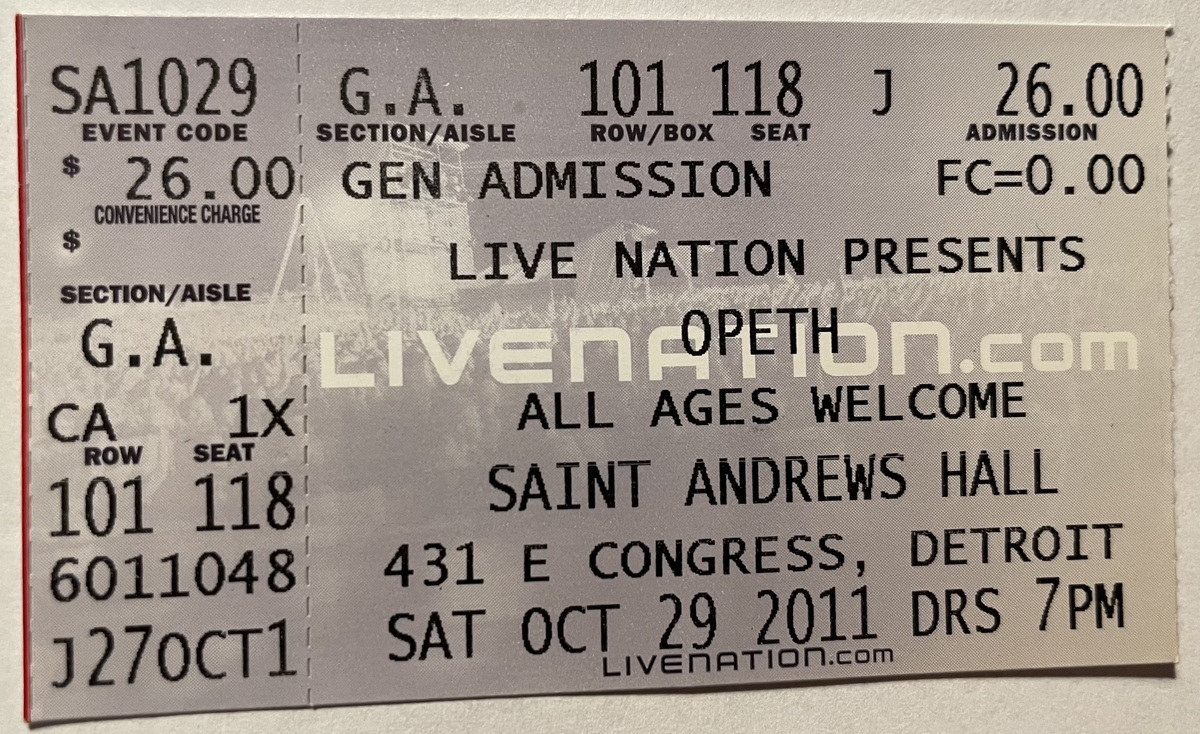 SA1029
EVENT CODE
$ 26.00
CONVENIENCE CHARGE
$
SECTION/AISLE
G.A.
CA 1X
ROW SEAT
101 118
6011048
J27OCT1
G.A. 101 118 J 26.00
SECTION/AISLE ROW/BOX SEAT ADMISSION
GEN ADMISSION FC=0.00
LIVE NATION PRESENTS
OPETH
LIVENATION.com
ALL AGES WELCOME
SAINT ANDREWS HALL
431 E CONGRESS, DETROIT
SAT OCT 29 2011 DRS 7PM
LIVENATION.com